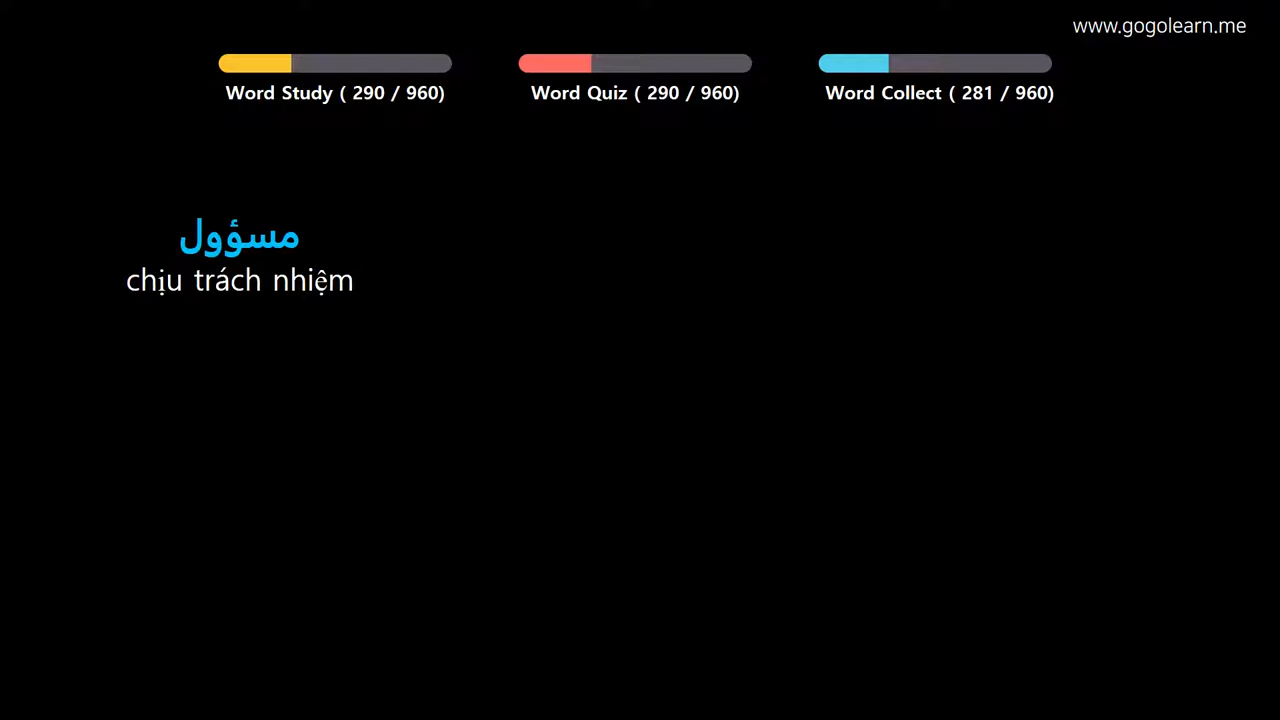 www.gogolearn.me
Word Study ( 290 / 960)
Word Quiz ( 290 / 960)
Word Collect ( 281 / 960)
مسؤول
chịu trách nhiệm